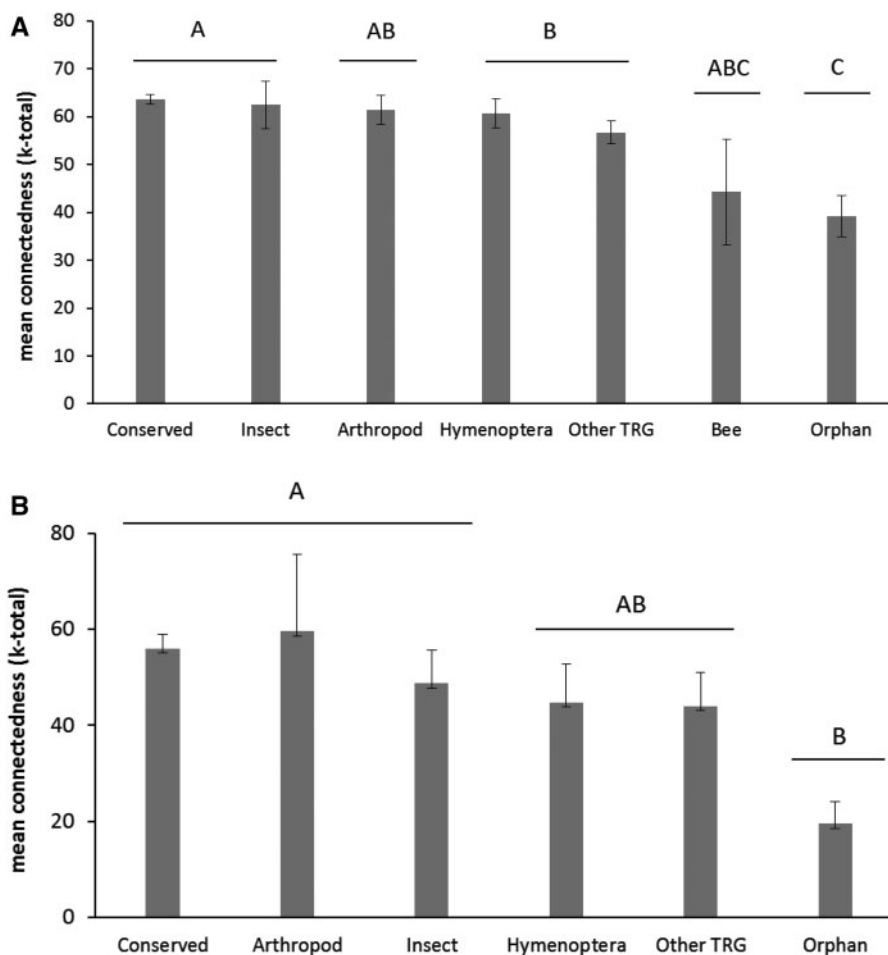 A
mean connectedness (k-total)
80
70
60
50
40
30
20
10
0
A
AB
B
ABC
C
Conserved Insect Arthropod Hymenoptera Other TRG Bee Orphan
B
mean connectedness (k-total)
80
60
40
20
0
A
AB
B
Conserved Arthropod Insect Hymenoptera Other TRG Orphan